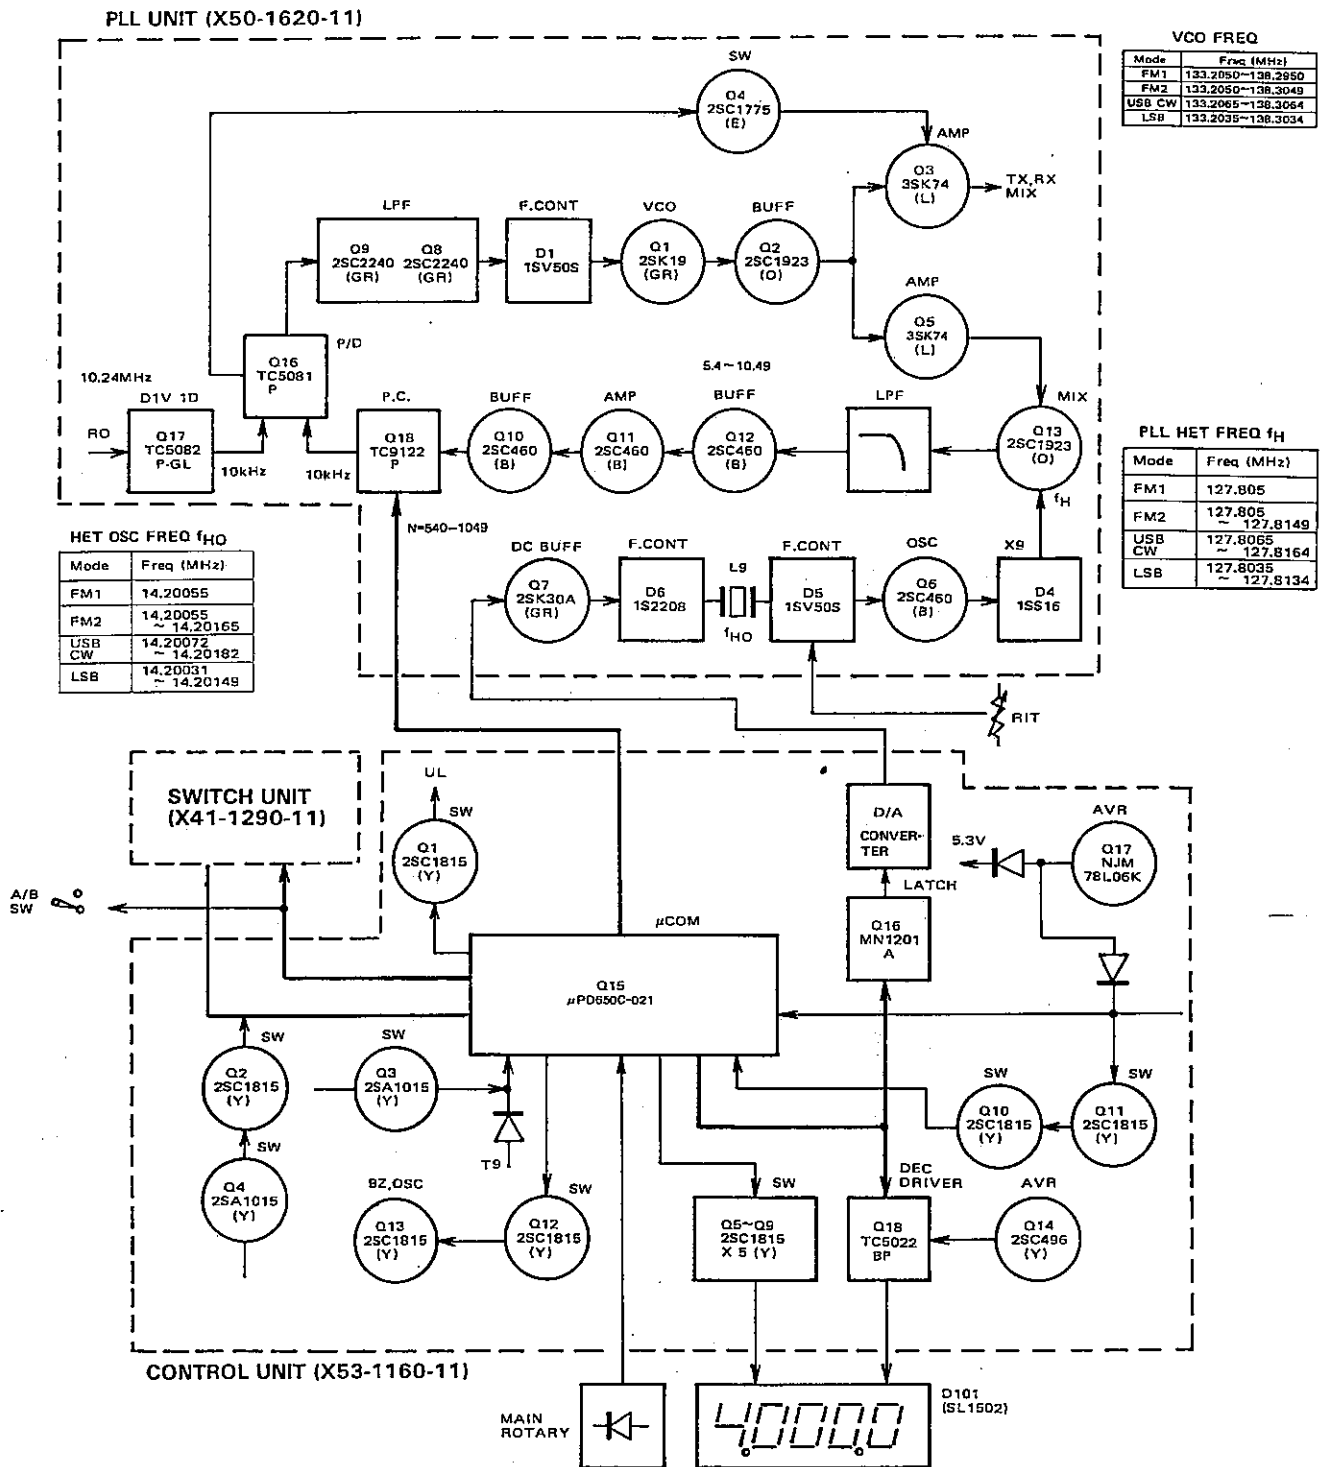 PLL UNIT (X50-1620-11)
VCO FREQ
Mode Freq (MHz)
FM1 133.2050~138.2950
FM2 133.2050~138.3049
USB CW 133.2065~138.3064
LSB 133.2035~138.3034
SW
Q4
2SC1775
(E)
AMP
Q3
3SK74
(L)
TX,RX
MIX
LPF
Q9
2SC2240
(GR)
Q8
2SC2240
(GR)
F.CONT
D1
1SV50S
VCO
Q1
2SK19
(GR)
BUFF
Q2
2SC1923
(O)
AMP
Q5
3SK74
(L)
P/D
Q16
TC5081
P
10.24MHz
D1V 1D
RO
Q17
TC5082
P-GL
10kHz
10kHz
P.C.
Q18
TC9122
P
BUFF
Q10
2SC460
(B)
AMP
Q11
2SC460
(B)
5.4~10.49
BUFF
Q12
2SC460
(B)
LPF
MIX
Q13
2SC1923
(O)
fH
PLL HET FREQ fH
Mode Freq (MHz)
FM1 127.805
FM2 127.805
~ 127.8149
USB
CW 127.8065
~ 127.8164
LSB 127.8035
~ 127.8134
N=540-1049
HET OSC FREQ fHO
Mode Freq (MHz)
FM1 14.20055
FM2 14.20055
~ 14.20165
USB
CW 14.20072
~ 14.20182
LSB 14.20031
~ 14.20149
DC BUFF
Q7
2SK30A
(GR)
F.CONT
D6
1S2208
L9
fHO
F.CONT
D5
1SV50S
OSC
Q6
2SC460
(B)
X9
D4
1SS16
RIT
SWITCH UNIT
(X41-1290-11)
A/B
SW
UL
SW
Q1
2SC1815
(Y)
D/A
CONVER-
TER
LATCH
Q16
MN1201
A
5.3V
AVR
Q17
NJM
78L06K
μCOM
Q15
μPD650C-021
SW
Q2
2SC1815
(Y)
SW
Q4
2SA1015
(Y)
SW
Q3
2SA1015
(Y)
T9
BZ,OSC
Q13
2SC1815
(Y)
SW
Q12
2SC1815
(Y)
SW
Q5~Q9
2SC1815
X 5 (Y)
DEC
DRIVER
Q18
TC5022
BP
SW
Q10
2SC1815
(Y)
SW
Q11
2SC1815
(Y)
AVR
Q14
2SC496
(Y)
CONTROL UNIT (X53-1160-11)
MAIN
ROTARY
4.000.0
D101
(SL1502)